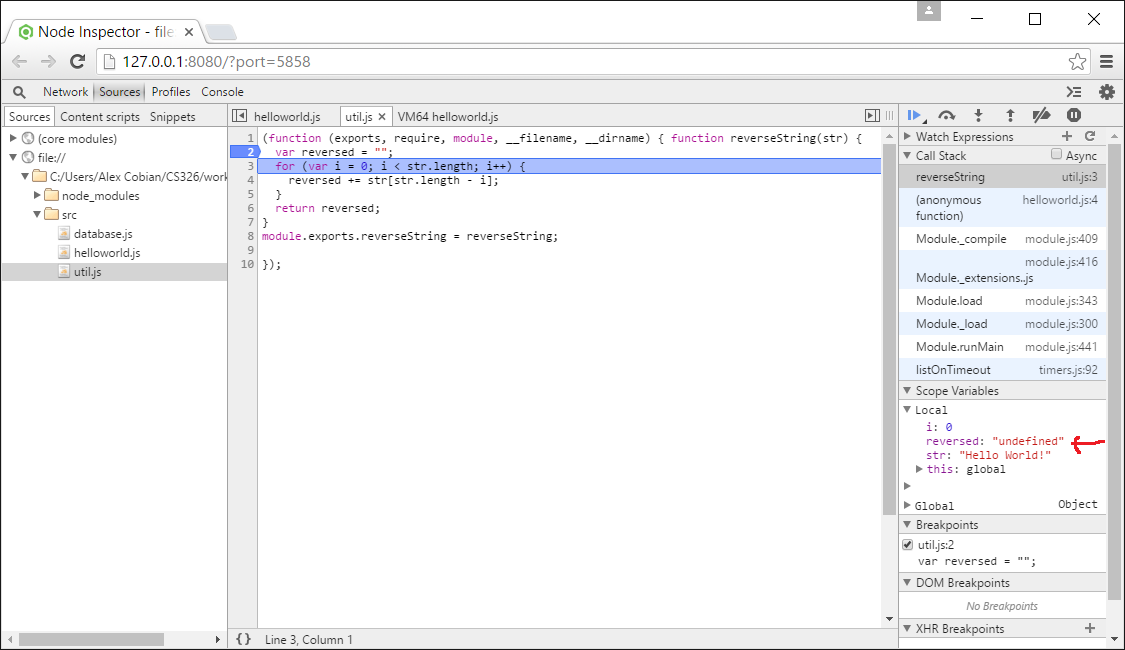 Node Inspector - file
127.0.0.1:8080/?port=5858
Network Sources Profiles Console
Sources Content scripts Snippets
(core modules)
file://
C:/Users/Alex Cobian/CS326/work
node_modules
src
database.js
helloworld.js
util.js
helloworld.js util.js VM64 helloworld.js
1 (function (exports, require, module, __filename, __dirname) { function reverseString(str) {
2 var reversed = "";
3 for (var i = 0; i < str.length; i++) {
4 reversed += str[str.length - i];
5 }
6 return reversed;
7 }
8 module.exports.reverseString = reverseString;
9
10 });
{} Line 3, Column 1
Watch Expressions
Call Stack Async
reverseString util.js:3
(anonymous helloworld.js:4
function)
Module._compile module.js:409
module.js:416
Module._extensions..js
Module.load module.js:343
Module._load module.js:300
Module.runMain module.js:441
listOnTimeout timers.js:92
Scope Variables
Local
i: 0
reversed: "undefined"
str: "Hello World!"
this: global
Global Object
Breakpoints
util.js:2
var reversed = "";
DOM Breakpoints
No Breakpoints
XHR Breakpoints